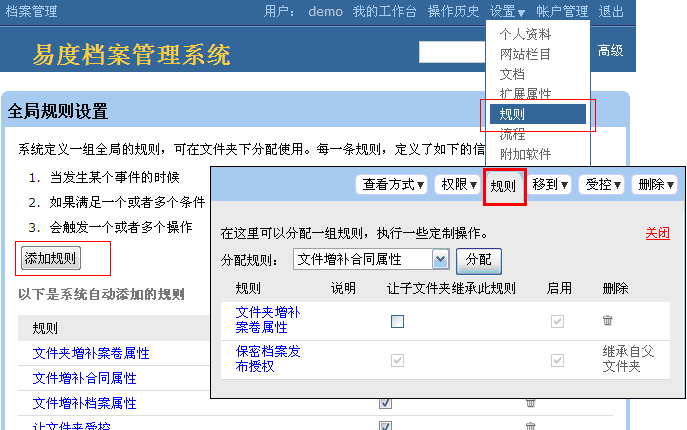 档案管理
用户： demo 我的工作台 操作历史 设置▼ 帐户管理 退出
易度档案管理系统
高级
个人资料
网站栏目
文档
扩展属性
规则
流程
附加软件
全局规则设置
系统定义一组全局的规则，可在文件夹下分配使用。每一条规则，定义了如下的信
1. 当发生某个事件的时候
2. 如果满足一个或者多个条件
3. 会触发一个或者多个操作
添加规则
以下是系统自动添加的规则
规则
文件夹增补案卷属性
文件增补合同属性
文件增补档案属性
让文件夹受控
查看方式▼ 权限▼ 规则 移到▼ 受控▼ 删除▼
在这里可以分配一组规则，执行一些定制操作。
关闭
分配规则： 文件增补合同属性 分配
规则 说明 让子文件夹继承此规则 启用 删除
文件夹增补
案卷属性
保密档案发
布授权
继承自父
文件夹